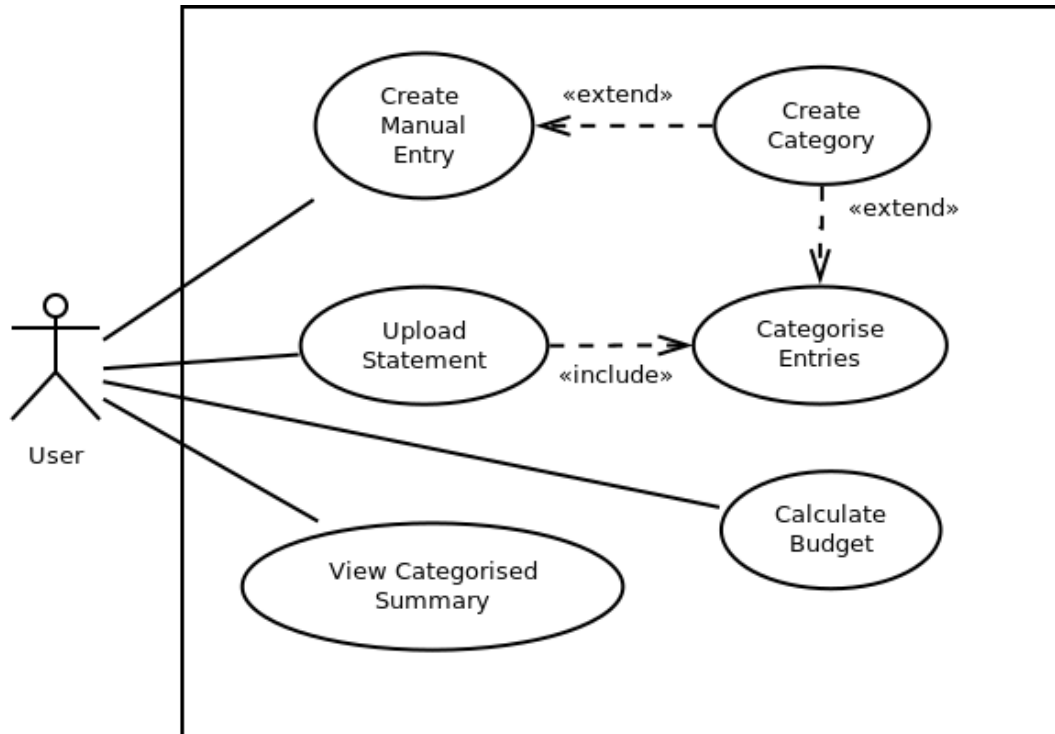 Create
Manual
Entry
«extend»
Create
Category
«extend»
Upload
Statement
«include»
Categorise
Entries
User
Calculate
Budget
View Categorised
Summary